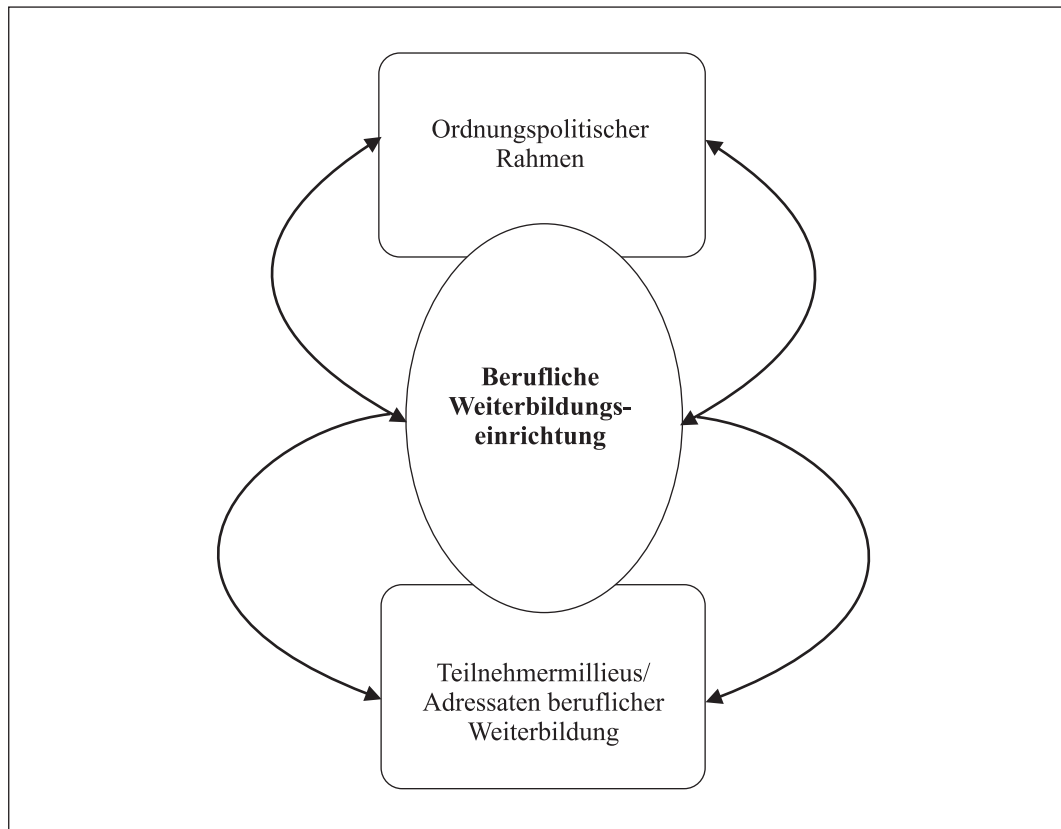 Ordnungspolitischer
Rahmen
Berufliche
Weiterbildungs-
einrichtung
Teilnehmermillieus/
Adressaten beruflicher
Weiterbildung